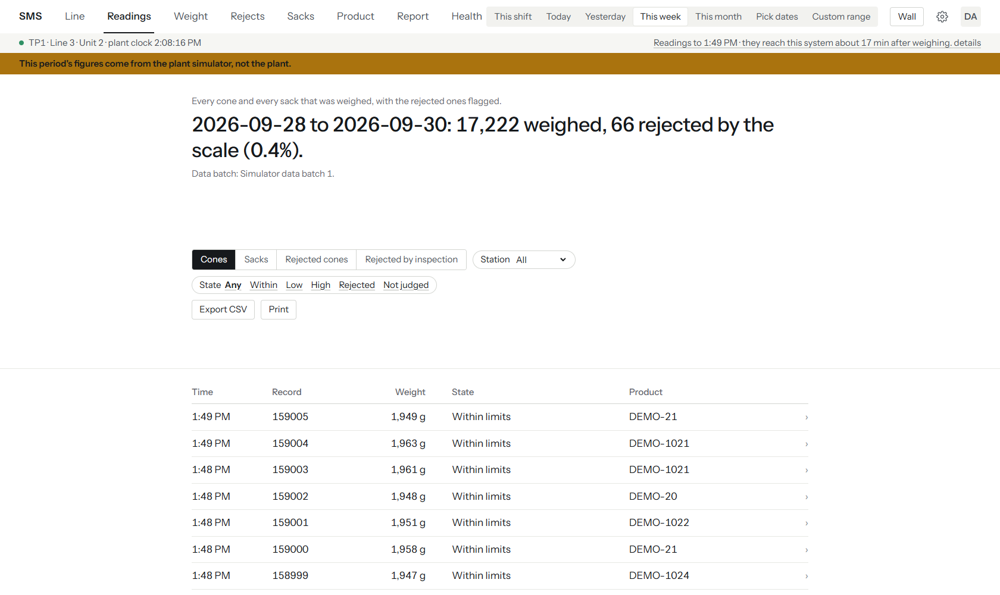 SMS Line Readings Weight Rejects Sacks Product Report Health This shift Today Yesterday This week This month Pick dates Custom range Wall DA
TP1 · Line 3 · Unit 2 · plant clock 2:08:16 PM Readings to 1:49 PM · they reach this system about 17 min after weighing. details
This period's figures come from the plant simulator, not the plant.
Every cone and every sack that was weighed, with the rejected ones flagged.
2026-09-28 to 2026-09-30: 17,222 weighed, 66 rejected by the
scale (0.4%).
Data batch: Simulator data batch 1.
Cones Sacks Rejected cones Rejected by inspection Station All
State Any Within Low High Rejected Not judged
Export CSV Print
Time Record Weight State Product
1:49 PM 159005 1,949 g Within limits DEMO-21 ›
1:49 PM 159004 1,963 g Within limits DEMO-1021 ›
1:48 PM 159003 1,961 g Within limits DEMO-1021 ›
1:48 PM 159002 1,948 g Within limits DEMO-20 ›
1:48 PM 159001 1,951 g Within limits DEMO-1022 ›
1:48 PM 159000 1,958 g Within limits DEMO-21 ›
1:48 PM 158999 1,947 g Within limits DEMO-1024 ›